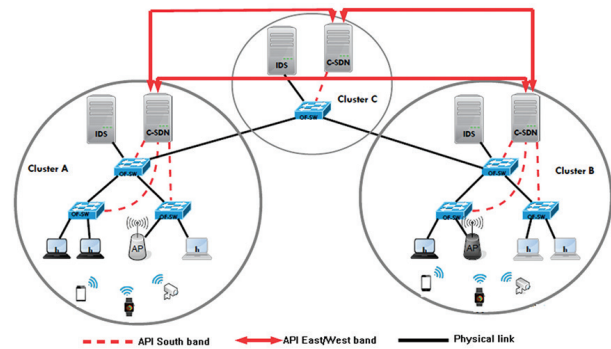 IDS
C-SDN
Cluster C
OF-SW
IDS
C-SDN
Cluster A
OF-SW
OF-SW
OF-SW
AP
IDS
C-SDN
Cluster B
OF-SW
OF-SW
OF-SW
AP
API South band
API East/West band
Physical link